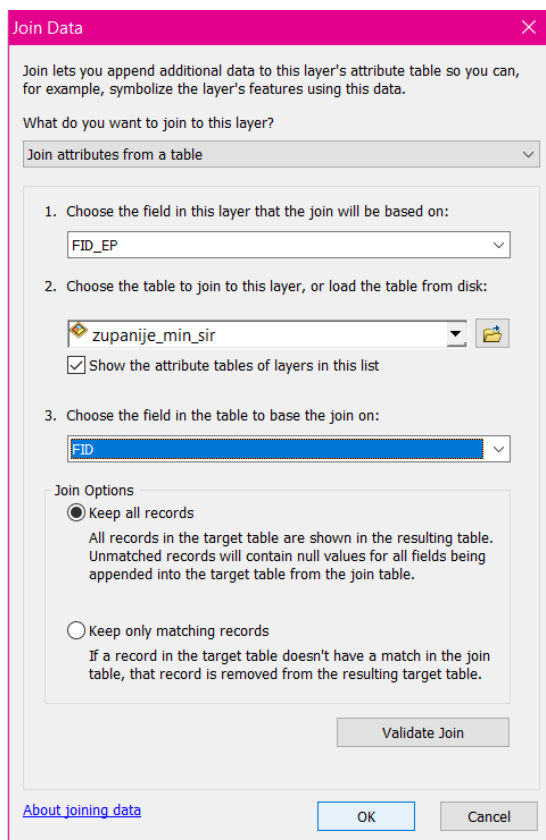 Join Data
Join lets you append additional data to this layer's attribute table so you can,
for example, symbolize the layer's features using this data.
What do you want to join to this layer?
Join attributes from a table
1. Choose the field in this layer that the join will be based on:
FID_EP
2. Choose the table to join to this layer, or load the table from disk:
zupanije_min_sir
Show the attribute tables of layers in this list
3. Choose the field in the table to base the join on:
FID
Join Options
Keep all records
All records in the target table are shown in the resulting table.
Unmatched records will contain null values for all fields being
appended into the target table from the join table.
Keep only matching records
If a record in the target table doesn't have a match in the join
table, that record is removed from the resulting target table.
Validate Join
About joining data
OK
Cancel